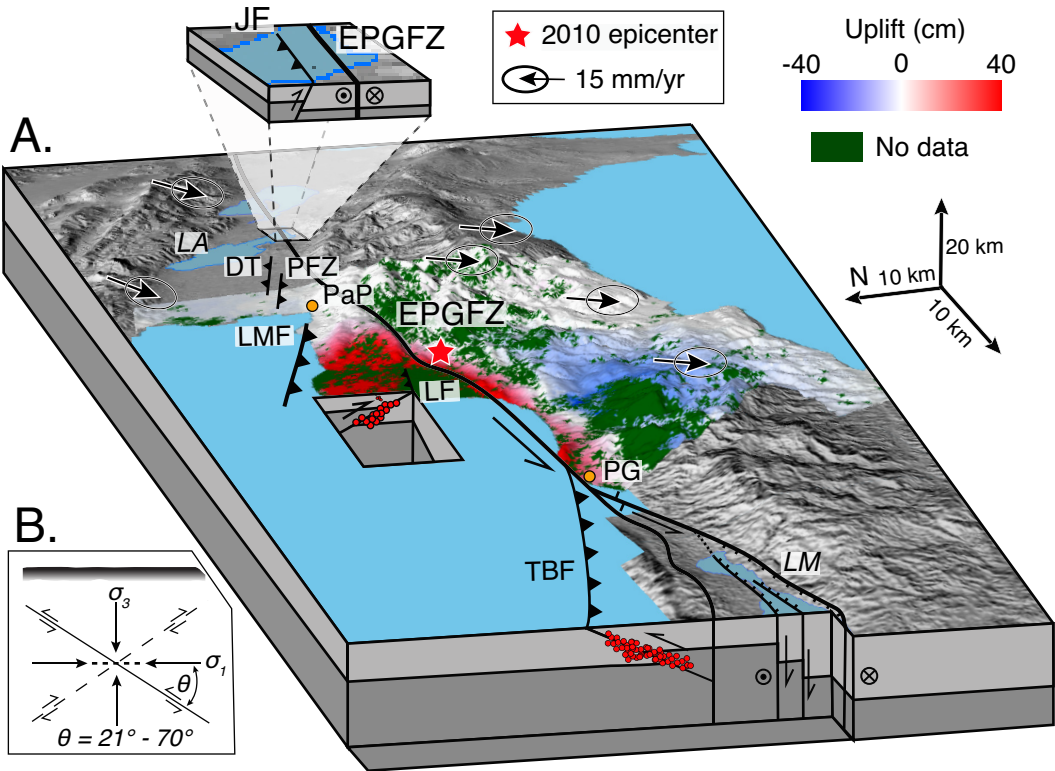 JF
EPGFZ
2010 epicenter
15 mm/yr
Uplift (cm)
-40
0
40
No data
A.
LA
DT
PFZ
PaP
EPGFZ
LMF
LF
N
10 km
20 km
10 km
PG
TBF
LM
B.
σ3
σ1
θ
θ = 21° - 70°